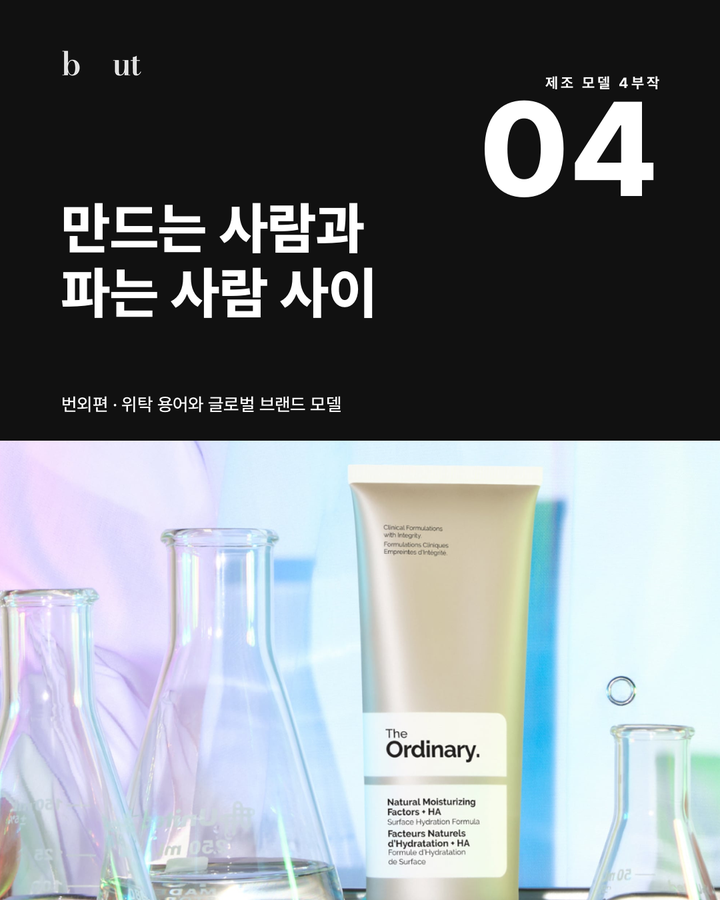 b ut
제조 모델 4부작
04
만드는 사람과
파는 사람 사이
번외편 · 위탁 용어와 글로벌 브랜드 모델
Clinical Formulations
with Integrity.
Formulations Cliniques
Empreintes d'Intégrité.
The
Ordinary.
Natural Moisturizing
Factors + HA
Surface Hydration Formula
Facteurs Naturels
d'Hydratation + HA
Formule d'Hydratation
de Surface
250 m
25
50